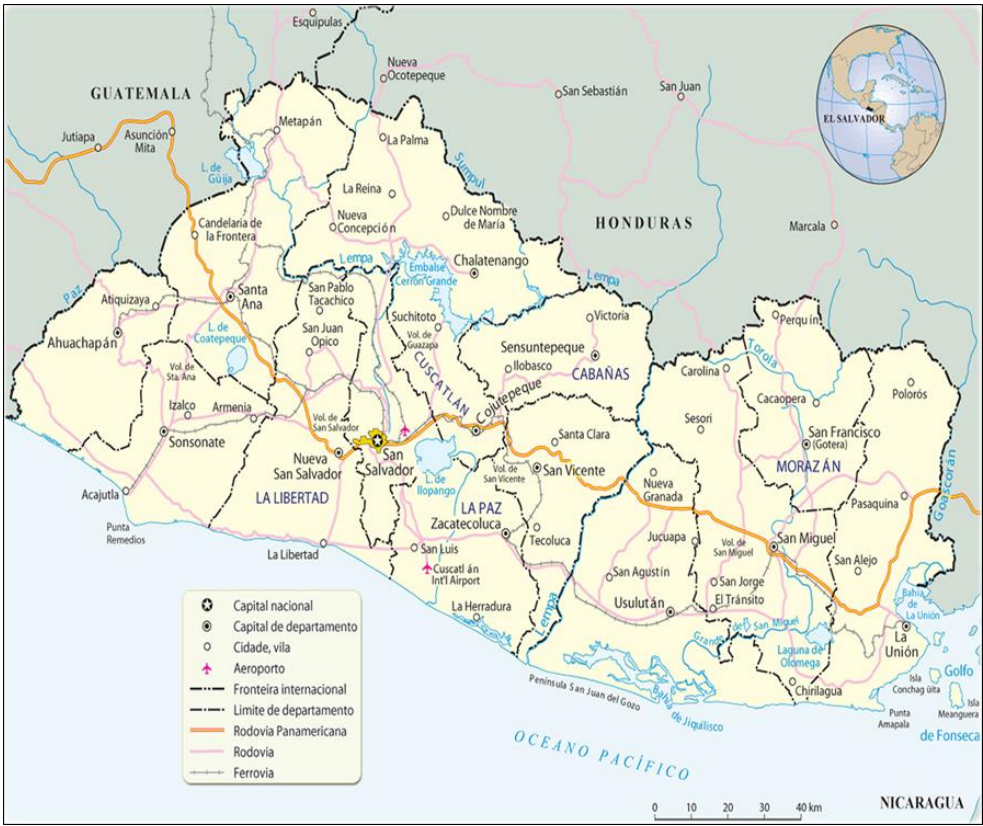 Esquipulas
Nueva
Ocotepeque
GUATEMALA
San Sebastián
San Juan
EL SALVADOR
Jutiapa
Asunción
Mita
Metapán
La Palma
L. de
Güija
Sumpul
La Reina
Candelaria de
la Frontera
Nueva
Concepción
Dulce Nombre
de María
HONDURAS
Marcala
Lempa
Embalse
Cerrón Grande
Chalatenango
Lempa
Paz
Atiquizaya
Santa
Ana
San Pablo
Tacachico
Ahuachapán
L. de
Coatepeque
San Juan
Opico
Suchitoto
Vol. de
Guazapa
Victoria
Perquín
Sensuntepeque
Ilobasco
CABAÑAS
Torola
Carolina
Vol. de
Sta. Ana
CUSCATLÁN
Cojutepeque
Cacaopera
Polorós
Izalco
Armenia
Vol. de
San Salvador
Sesori
Sonsonate
Santa Clara
San Francisco
(Gotera)
Nueva
San Salvador
San
Salvador
L. de
Ilopango
Vol. de
San Vicente
San Vicente
MORAZÁN
Nueva
Granada
Goascorán
Acajutla
LA LIBERTAD
LA PAZ
Zacatecoluca
Pasaquina
Punta
Remedios
Tecoluca
Jucuapa
Vol. de
San Miguel
San Miguel
La Libertad
San Luis
San Alejo
Cuscatlán
Int'l Airport
San Agustín
San Jorge
El Tránsito
Bahía
de
La Unión
La Herradura
Lempa
Usulután
Grande de San Miguel
La
Unión
Laguna de
Olomega
Golfo
Isla
Conchagüita
Península San Juan del Gozo
Bahía de Jiquilisco
Chirilagua
Isla
Meanguera
Punta
Amapala
de Fonseca
OCEANO PACÍFICO
Capital nacional
Capital de departamento
Cidade, vila
Aeroporto
Fronteira internacional
Limite de departamento
Rodovia Panamericana
Rodovia
Ferrovia
0 10 20 30 40 km
NICARAGUA